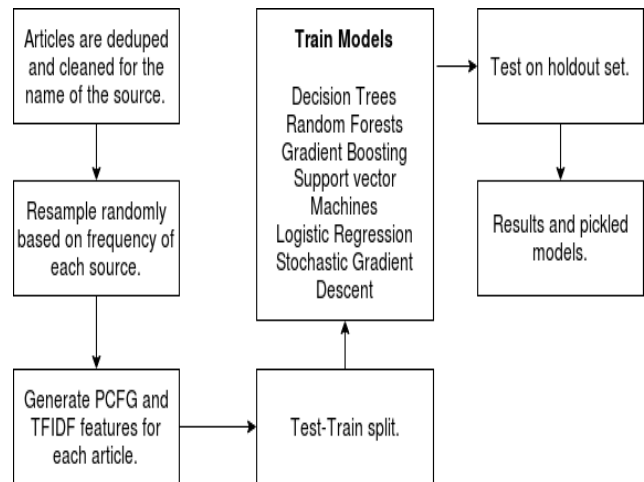 Articles are deduped
and cleaned for the
name of the source.
Resample randomly
based on frequency of
each source.
Generate PCFG and
TFIDF features for
each article.
Test-Train split.
Train Models
Decision Trees
Random Forests
Gradient Boosting
Support vector
Machines
Logistic Regression
Stochastic Gradient
Descent
Test on holdout set.
Results and pickled
models.